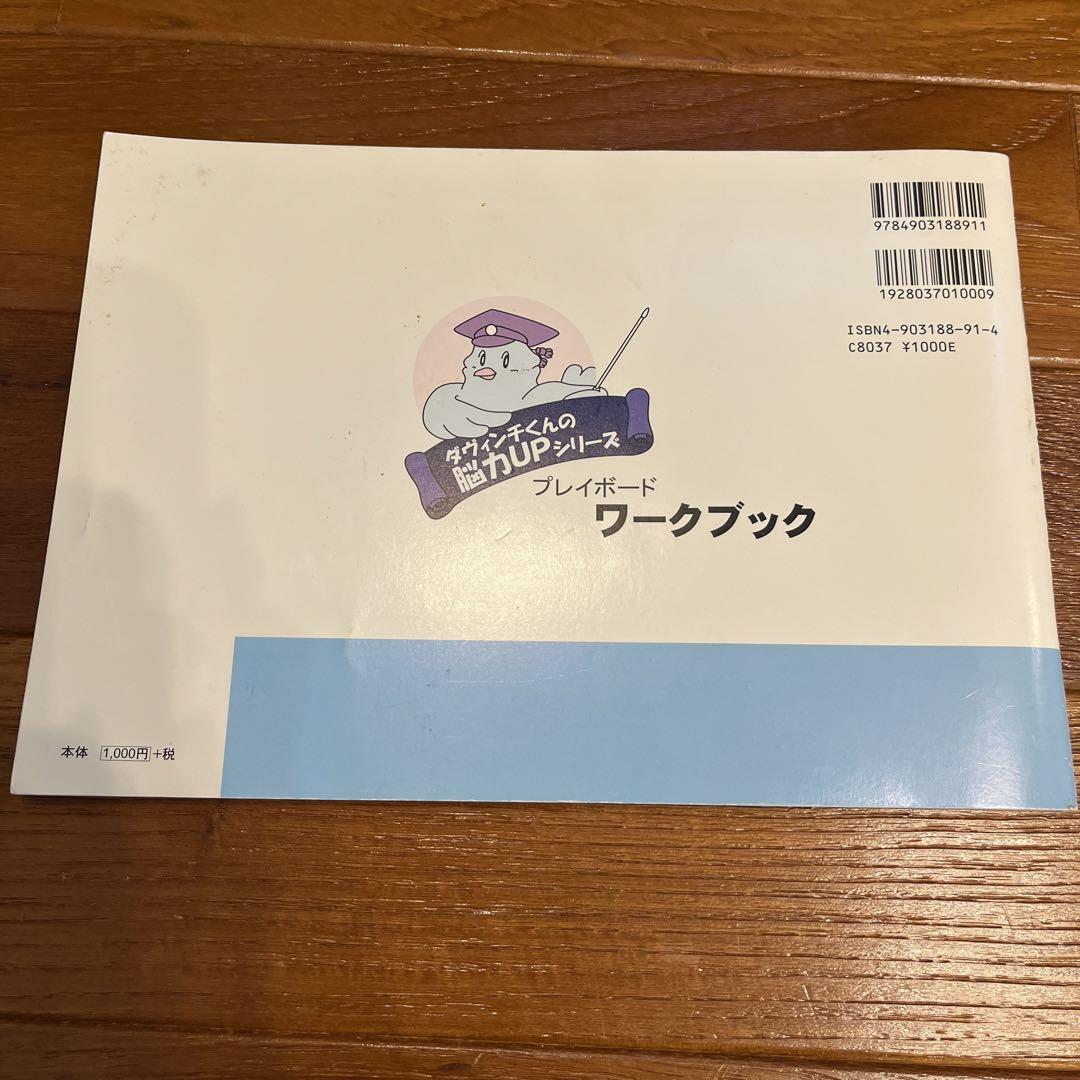 9784903188911
1928037010009
ISBN4-903188-91-4
C8037 ¥1000E
ダヴィンチくんの
脳力UPシリーズ
プレイボード
ワークブック
本体 1,000円+税